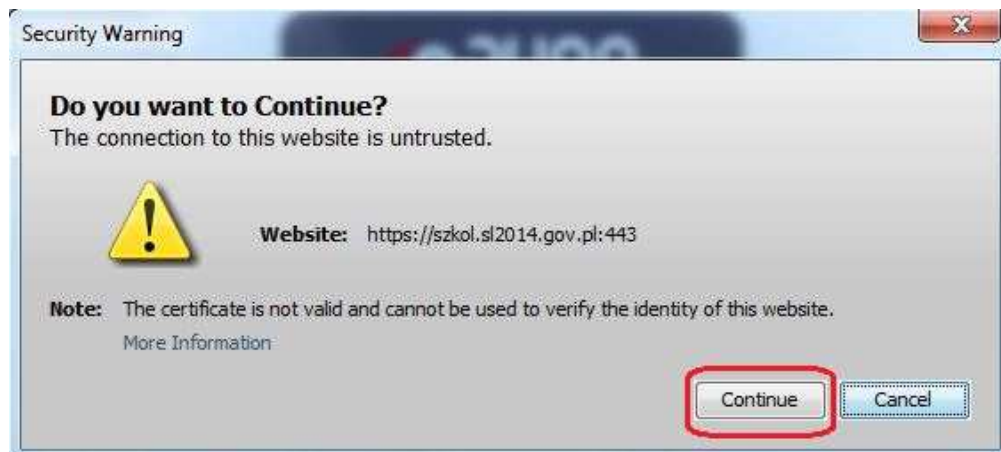 Security Warning
Do you want to Continue?
The connection to this website is untrusted.
Website: https://szkol.sl2014.gov.pl:443
Note: The certificate is not valid and cannot be used to verify the identity of this website.
More Information
Continue Cancel